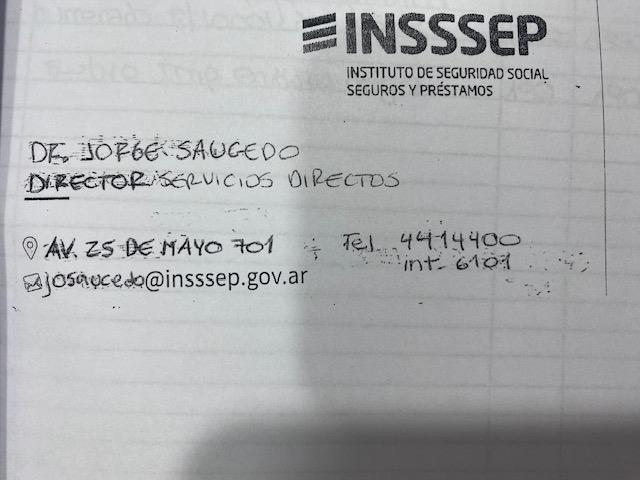 INSSSEP
INSTITUTO DE SEGURIDAD SOCIAL
SEGUROS Y PRÉSTAMOS
DR. JORGE SAUCEDO
DIRECTOR SERVICIOS DIRECTOS
AV. 25 DE MAYO 701
Tel 4414400
int. 6101
josaucedo@insssep.gov.ar